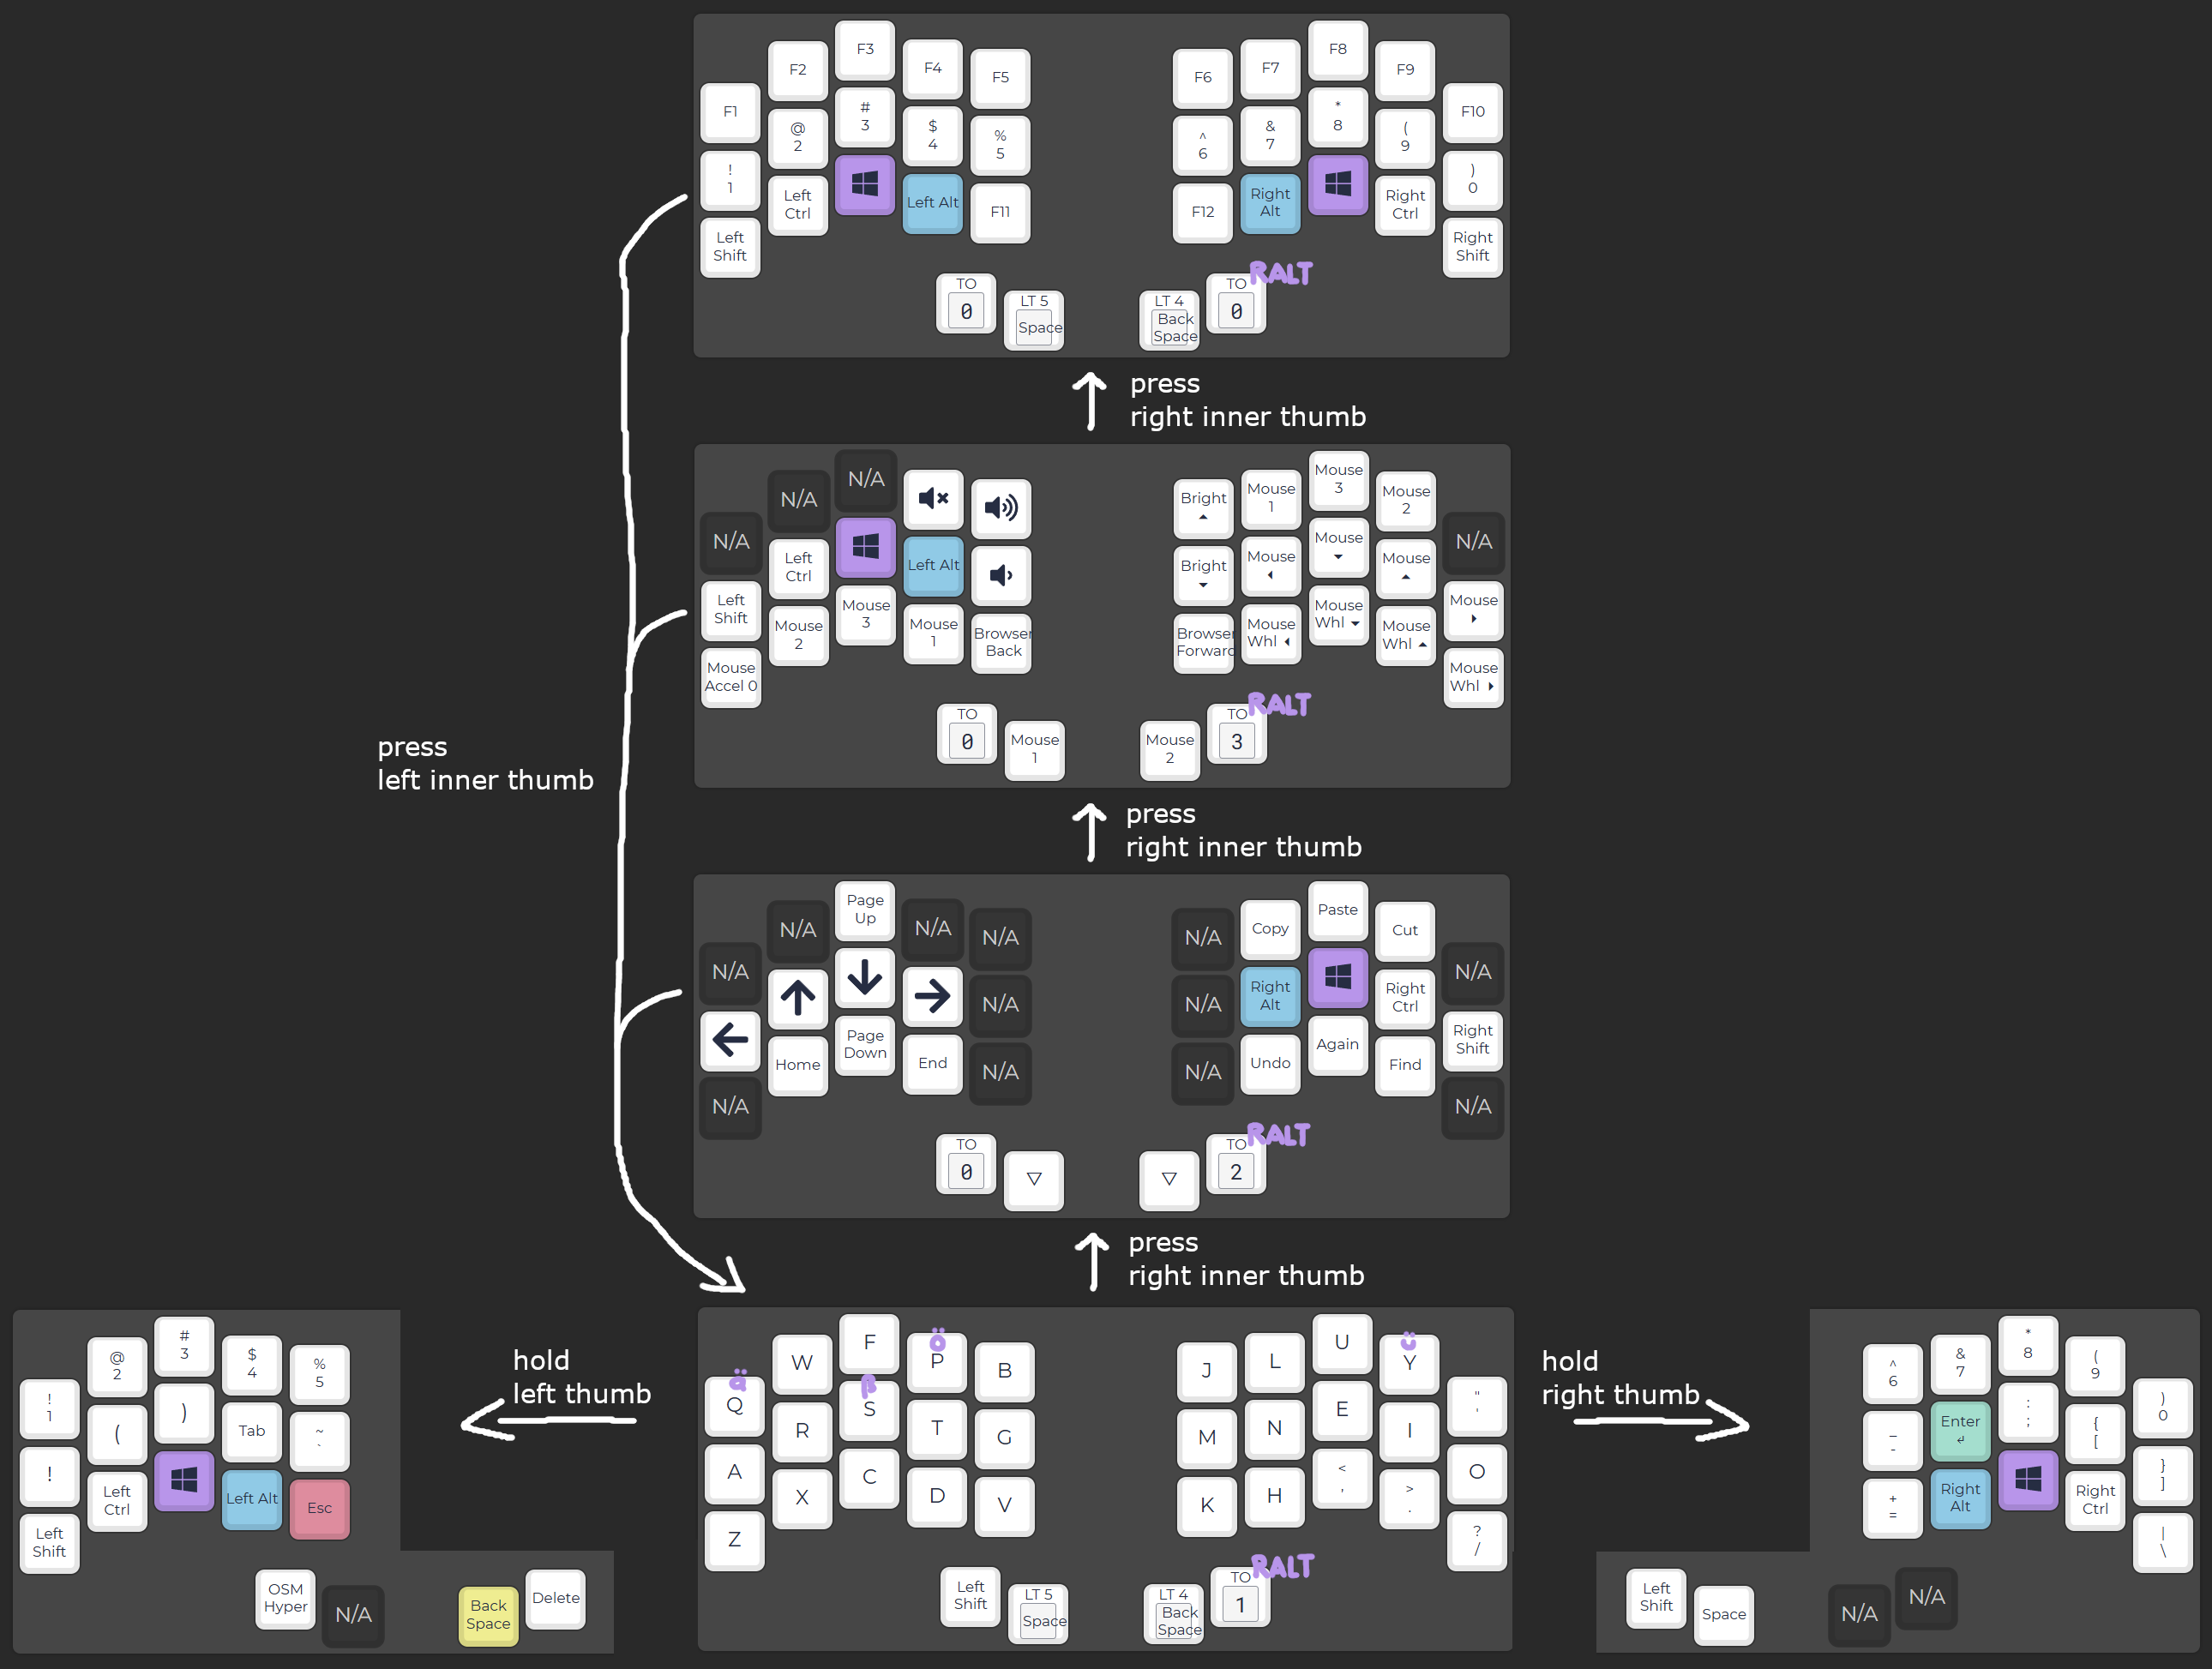 F1
F2
F3
F4
F5
F6
F7
F8
F9
F10
!
1
@
2
#
3
$
4
%
5
^
6
&
7
*
8
(
9
)
0
Left
Shift
Left
Ctrl
Left Alt
F11
F12
Right
Alt
Right
Ctrl
Right
Shift
TO
0
LT 5
Space
LT 4
Back
Space
TO
0
RALT
press
right inner thumb
N/A
N/A
N/A
Bright
Mouse
1
Mouse
3
Mouse
2
N/A
Left
Shift
Left
Ctrl
Left Alt
Bright
Mouse
Mouse
Mouse
Mouse
Mouse
Accel 0
Mouse
2
Mouse
3
Mouse
1
Browser
Back
Browser
Forward
Mouse
Whl
Mouse
Whl
Mouse
Whl
Mouse
Whl
TO
0
Mouse
1
Mouse
2
TO
3
RALT
press
left inner thumb
press
right inner thumb
N/A
N/A
Page
Up
N/A
N/A
N/A
Copy
Paste
Cut
N/A
N/A
N/A
Right
Alt
Right
Ctrl
Right
Shift
N/A
Home
Page
Down
End
N/A
N/A
Undo
Again
Find
N/A
TO
0
TO
2
RALT
press
right inner thumb
!
1
@
2
#
3
$
4
%
5
!
(
)
Tab
~
`
Left
Shift
Left
Ctrl
Left Alt
Esc
OSM
Hyper
N/A
Back
Space
Delete
hold
left thumb
ä
Q
W
F
ö
P
B
J
L
U
ü
Y
"
'
A
R
ß
S
T
G
M
N
E
I
O
Z
X
C
D
V
K
H
<
,
>
.
?
/
Left
Shift
LT 5
Space
LT 4
Back
Space
TO
1
RALT
hold
right thumb
^
6
&
7
*
8
(
9
)
0
_
-
Enter
↵
:
;
{
[
}
]
+
=
Right
Alt
Right
Ctrl
|
\
Left
Shift
Space
N/A
N/A